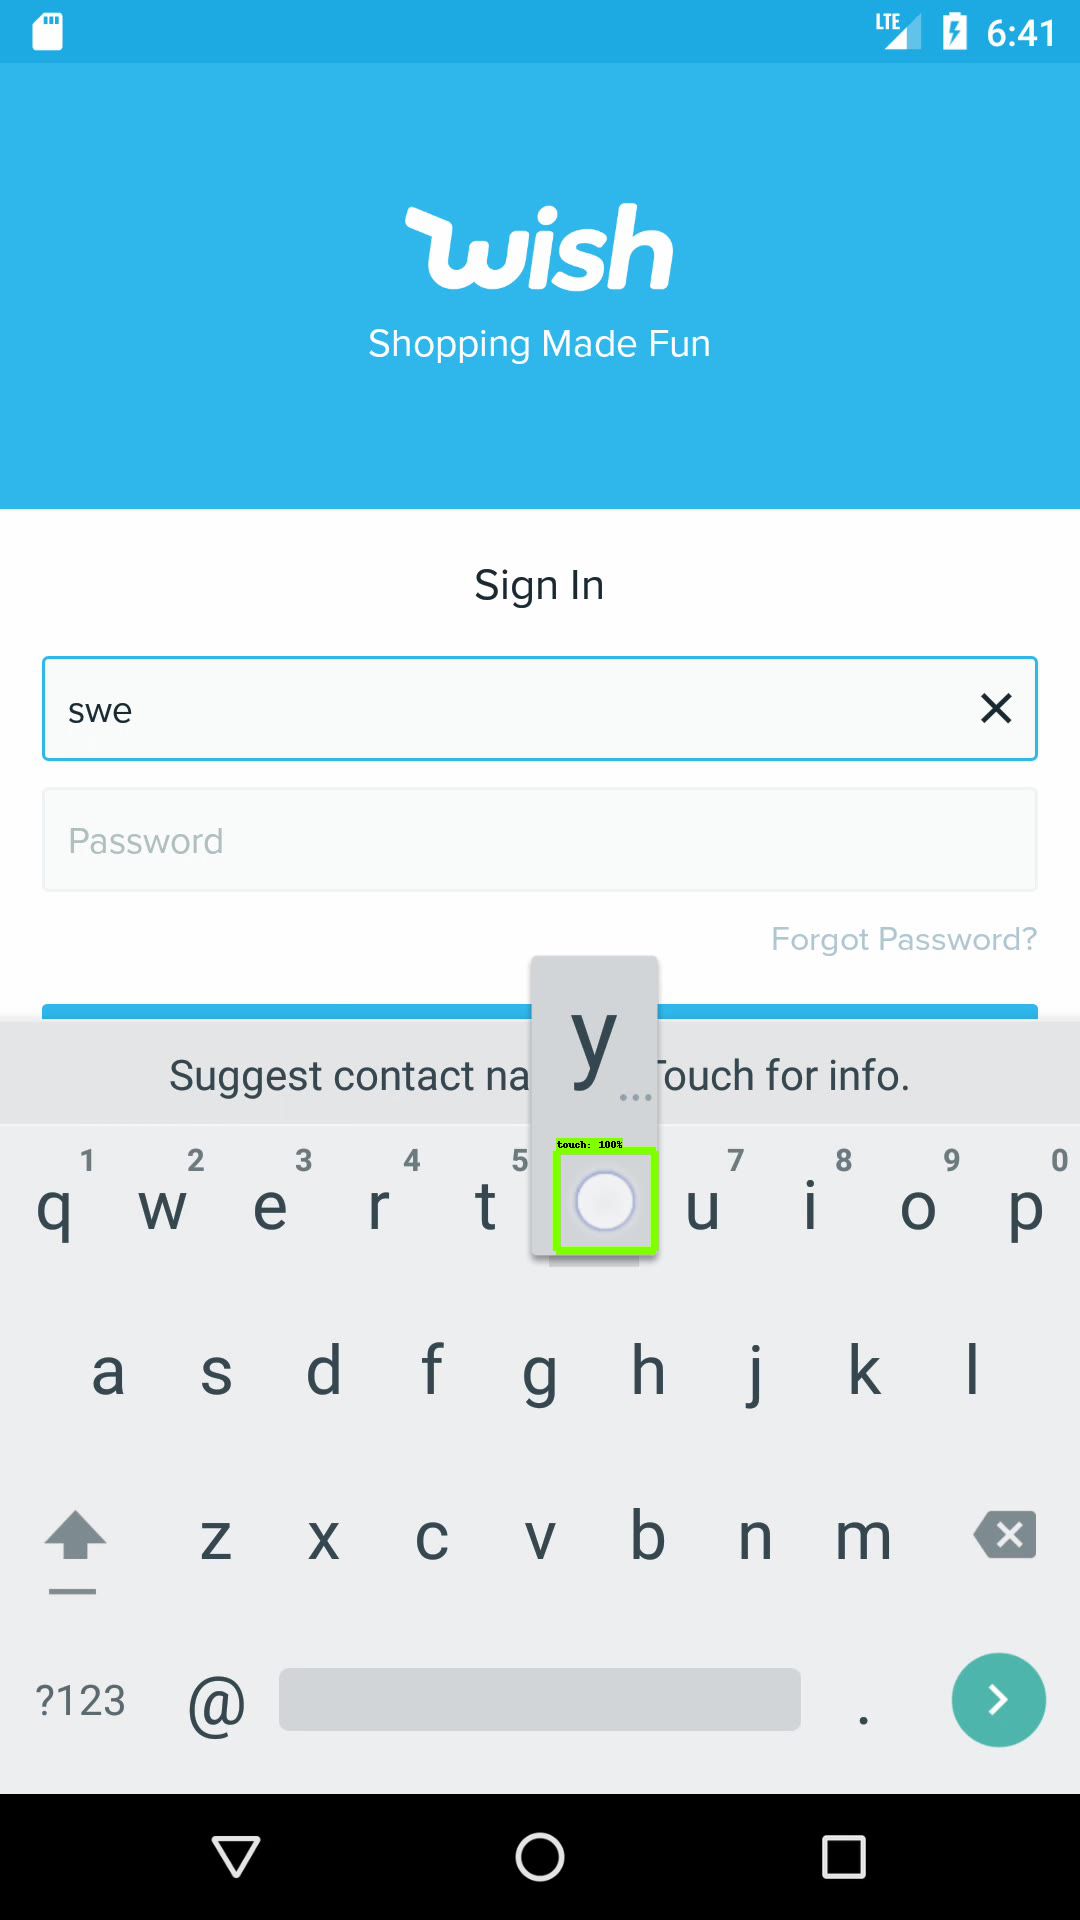 LTE 6:41
wish
Shopping Made Fun
Sign In
swe
Password
Forgot Password?
y
...
Suggest contact na Touch for info.
touch: 100%
1 2 3 4 5 7 8 9 0
q w e r t u i o p
a s d f g h j k l
z x c v b n m
?123 @ .